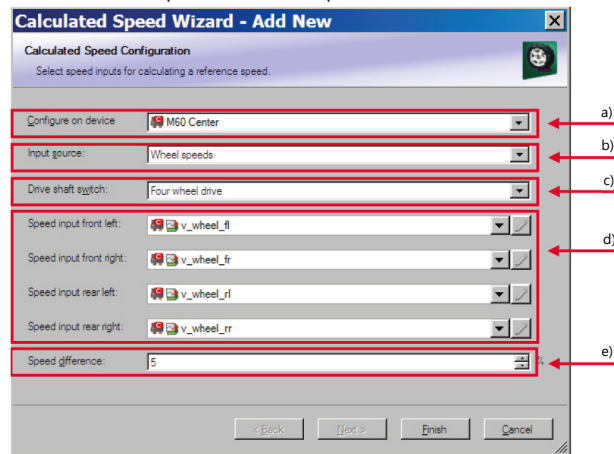 Calculated Speed Wizard - Add New
Calculated Speed Configuration
Select speed inputs for calculating a reference speed.
Configure on device
M60 Center
a)
Input source:
Wheel speeds
b)
Drive shaft switch:
Four wheel drive
c)
Speed input front left:
v_wheel_fl
Speed input front right:
v_wheel_fr
d)
Speed input rear left:
v_wheel_rl
Speed input rear right:
v_wheel_rr
Speed difference:
5
%
e)
< Back
Next >
Finish
Cancel